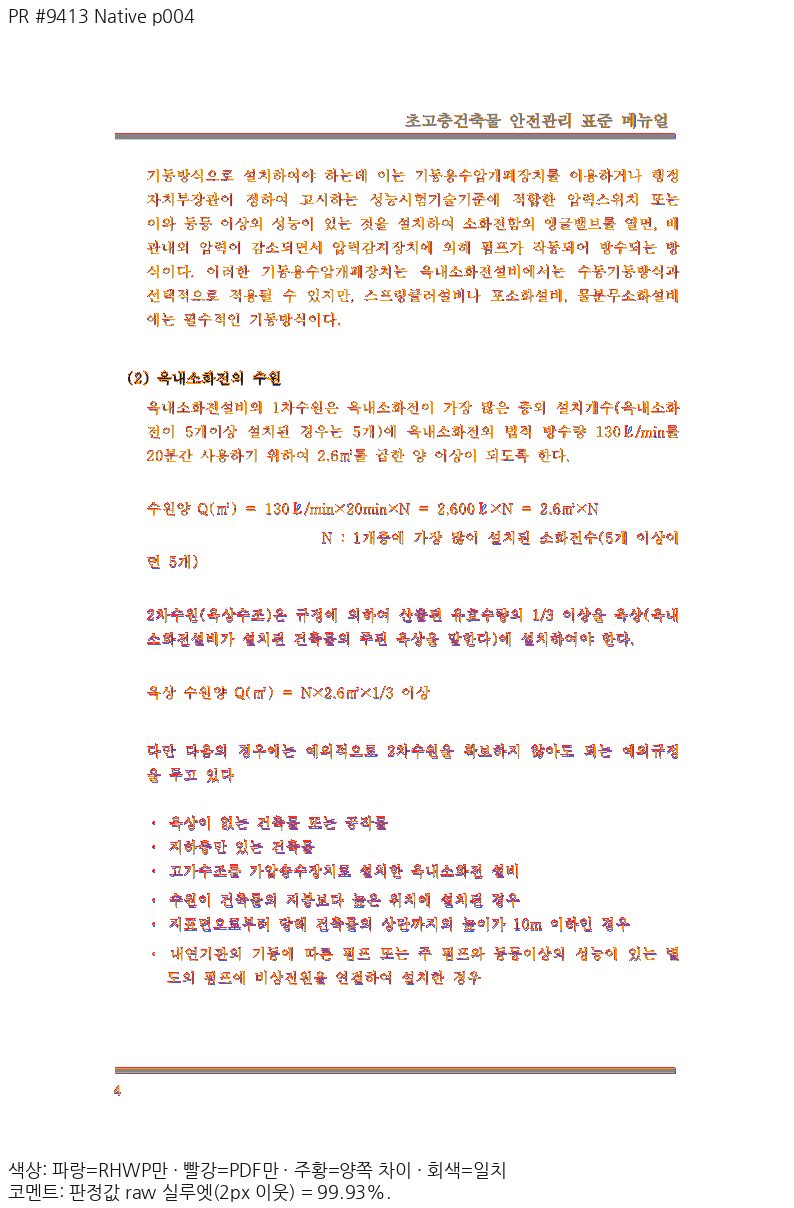 PR #9413 Native p004
초고층건축물 안전관리 표준 메뉴얼
기동방식으로 설치하여야 하는데 이는 기동용수압개폐장치를 이용하거나 행정
자치부장관이 정하여 고시하는 성능시험기술기준에 적합한 압력스위치 또는
이와 동등 이상의 성능이 있는 것을 설치하여 소화전함의 앵글밸브를 열면, 배
관내의 압력이 감소되면서 압력감지장치에 의해 펌프가 작동되어 방수되는 방
식이다. 이러한 기동용수압개폐장치는 옥내소화전설비에서는 수동기동방식과
선택적으로 적용될 수 있지만, 스프링클러설비나 포소화설비, 물분무소화설비
에는 필수적인 기동방식이다.
(2) 옥내소화전의 수원
옥내소화전설비의 1차수원은 옥내소화전이 가장 많은 층의 설치개수(옥내소화
전이 5개이상 설치된 경우는 5개)에 옥내소화전의 법적 방수량 130ℓ/min를
20분간 사용하기 위하여 2.6㎥를 곱한 양 이상이 되도록 한다.
수원양 Q(㎥) = 130ℓ/min×20min×N = 2,600ℓ×N = 2.6㎥×N
N : 1개층에 가장 많이 설치된 소화전수(5개 이상이
면 5개)
2차수원(옥상수조)은 규정에 의하여 산출된 유효수량의 1/3 이상을 옥상(옥내
소화전설비가 설치된 건축물의 주된 옥상을 말한다)에 설치하여야 한다.
옥상 수원양 Q(㎥) = N×2.6㎥×1/3 이상
다만 다음의 경우에는 예외적으로 2차수원을 확보하지 않아도 되는 예외규정
을 두고 있다
· 옥상이 없는 건축물 또는 공작물
· 지하층만 있는 건축물
· 고가수조를 가압송수장치로 설치한 옥내소화전 설비
· 수원이 건축물의 지붕보다 높은 위치에 설치된 경우
· 지표면으로부터 당해 건축물의 상단까지의 높이가 10m 이하인 경우
· 내연기관의 기동에 따른 펌프 또는 주 펌프와 동등이상의 성능이 있는 별
도의 펌프에 비상전원을 연결하여 설치한 경우
4
색상: 파랑=RHWP만 · 빨강=PDF만 · 주황=양쪽 차이 · 회색=일치
코멘트: 판정값 raw 실루엣(2px 이웃) = 99.93%.